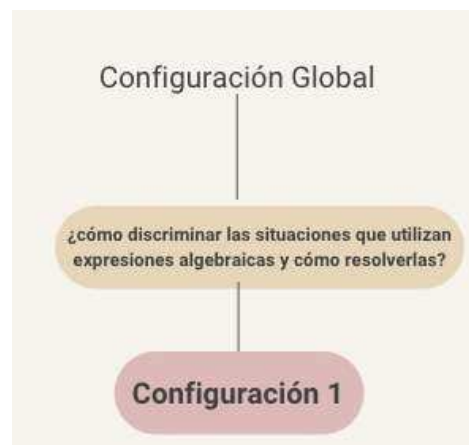 Configuración Global
¿cómo discriminar las situaciones que utilizan
expresiones algebraicas y cómo resolverlas?
Configuración 1